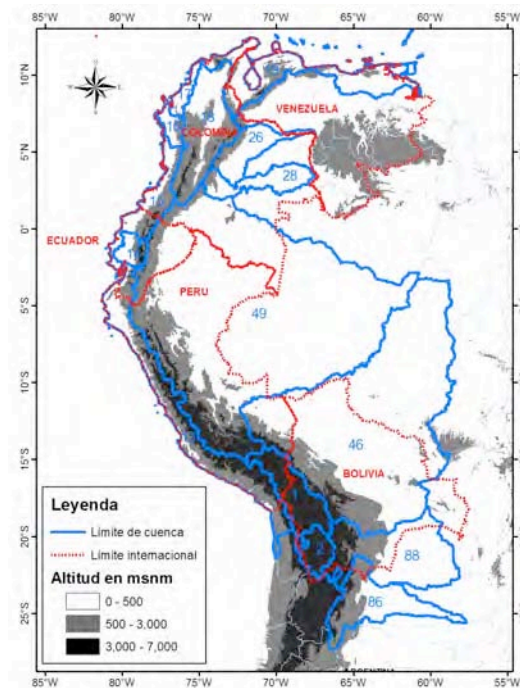 85°W 80°W 75°W 70°W 65°W 60°W 55°W
10°N
5°N
0°
5°S
10°S
15°S
20°S
25°S
VENEZUELA
COLOMBIA
26
28
ECUADOR
PERU
49
46
BOLIVIA
88
86
Leyenda
Límite de cuenca
Límite internacional
Altitud en msnm
0 - 500
500 - 3,000
3,000 - 7,000
ARGENTINA
85°W 80°W 75°W 70°W 65°W 60°W 55°W